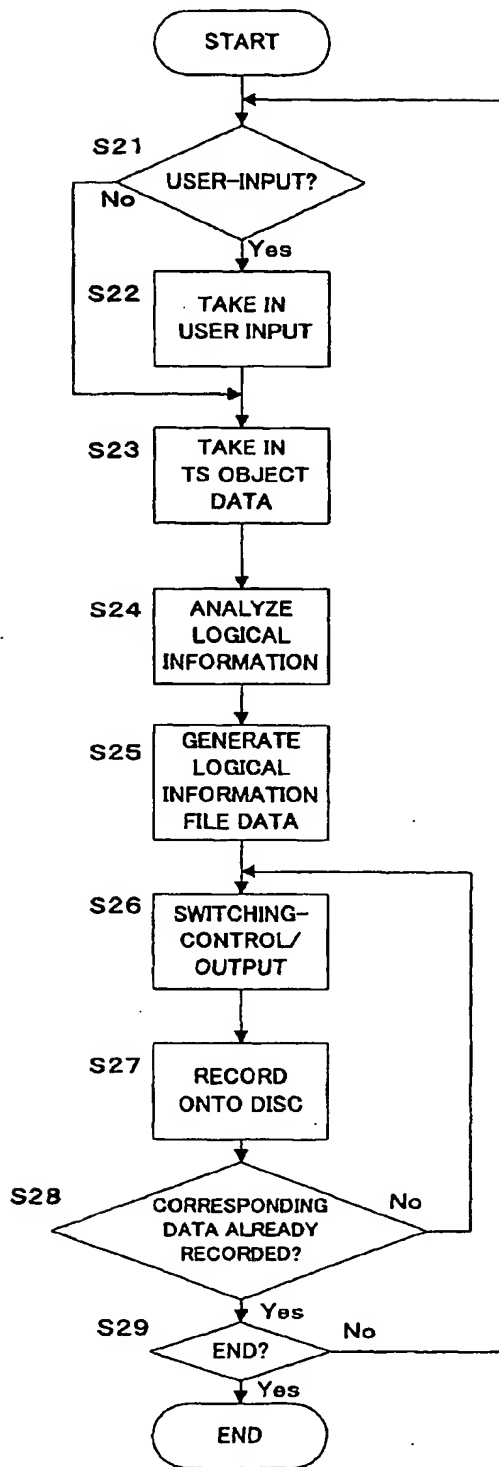 START
S21
USER-INPUT?
No
Yes
S22
TAKE IN
USER INPUT
S23
TAKE IN
TS OBJECT
DATA
S24
ANALYZE
LOGICAL
INFORMATION
S25
GENERATE
LOGICAL
INFORMATION
FILE DATA
S26
SWITCHING-
CONTROL/
OUTPUT
S27
RECORD
ONTO DISC
S28
CORRESPONDING
DATA ALREADY
RECORDED?
No
Yes
S29
END?
No
Yes
END